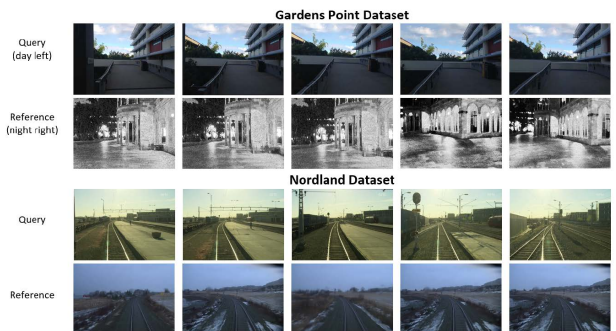 Gardens Point Dataset
Query
(day left)
Reference
(night right)
Nordland Dataset
Query
Reference